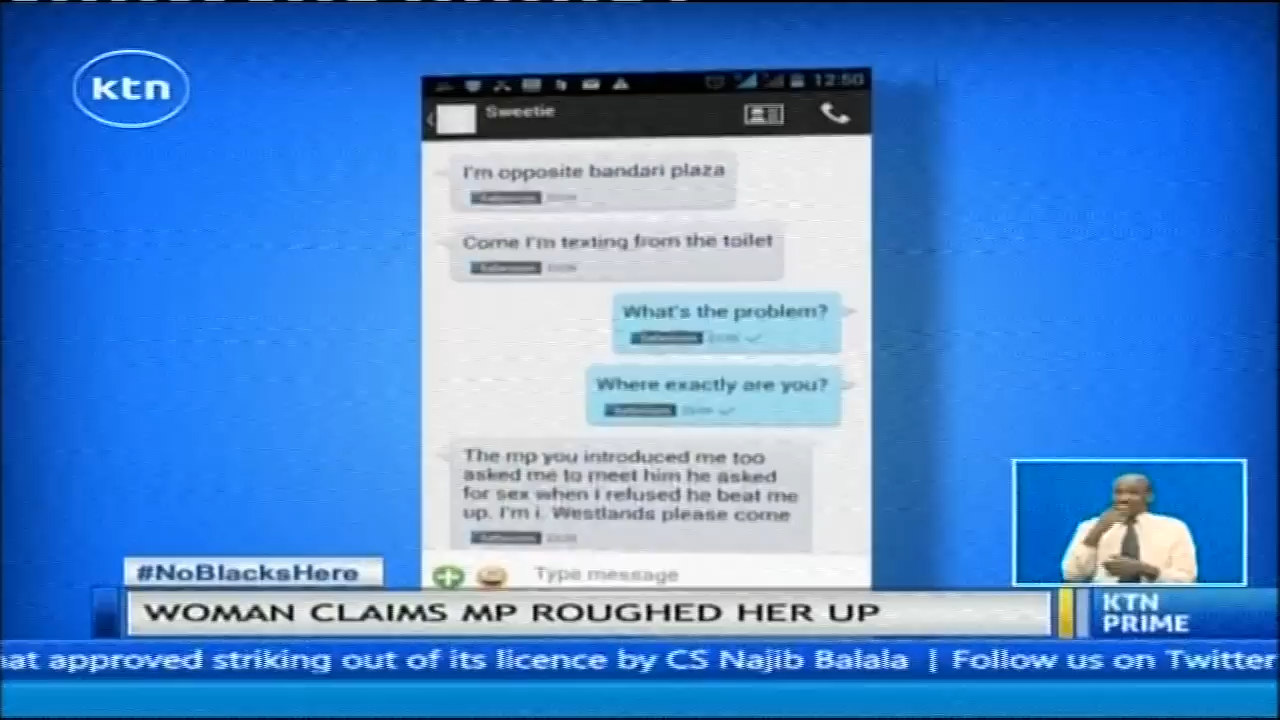 ktn
12:50
Sweetie
I'm opposite bandari plaza
Come I'm texting from the toilet
What's the problem?
Where exactly are you?
The mp you introduced me too
asked me to meet him he asked
for sex when i refused he beat me
up. I'm i. Westlands please come
Type message
#NoBlacksHere
WOMAN CLAIMS MP ROUGHED HER UP
KTN
PRIME
at approved striking out of its licence by CS Najib Balala | Follow us on Twitter